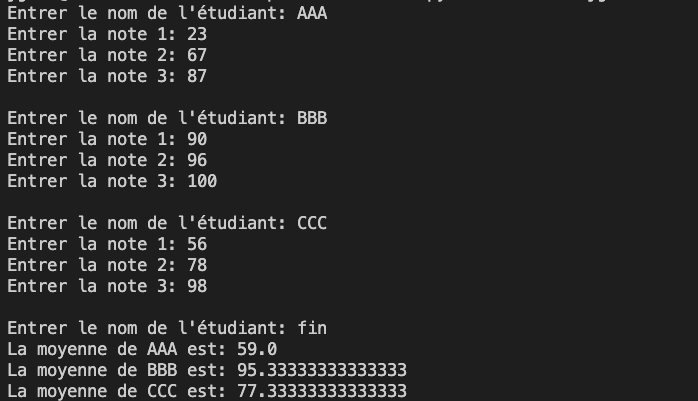 Entrer le nom de l'étudiant: AAA
Entrer la note 1: 23
Entrer la note 2: 67
Entrer la note 3: 87
Entrer le nom de l'étudiant: BBB
Entrer la note 1: 90
Entrer la note 2: 96
Entrer la note 3: 100
Entrer le nom de l'étudiant: CCC
Entrer la note 1: 56
Entrer la note 2: 78
Entrer la note 3: 98
Entrer le nom de l'étudiant: fin
La moyenne de AAA est: 59.0
La moyenne de BBB est: 95.33333333333333
La moyenne de CCC est: 77.33333333333333